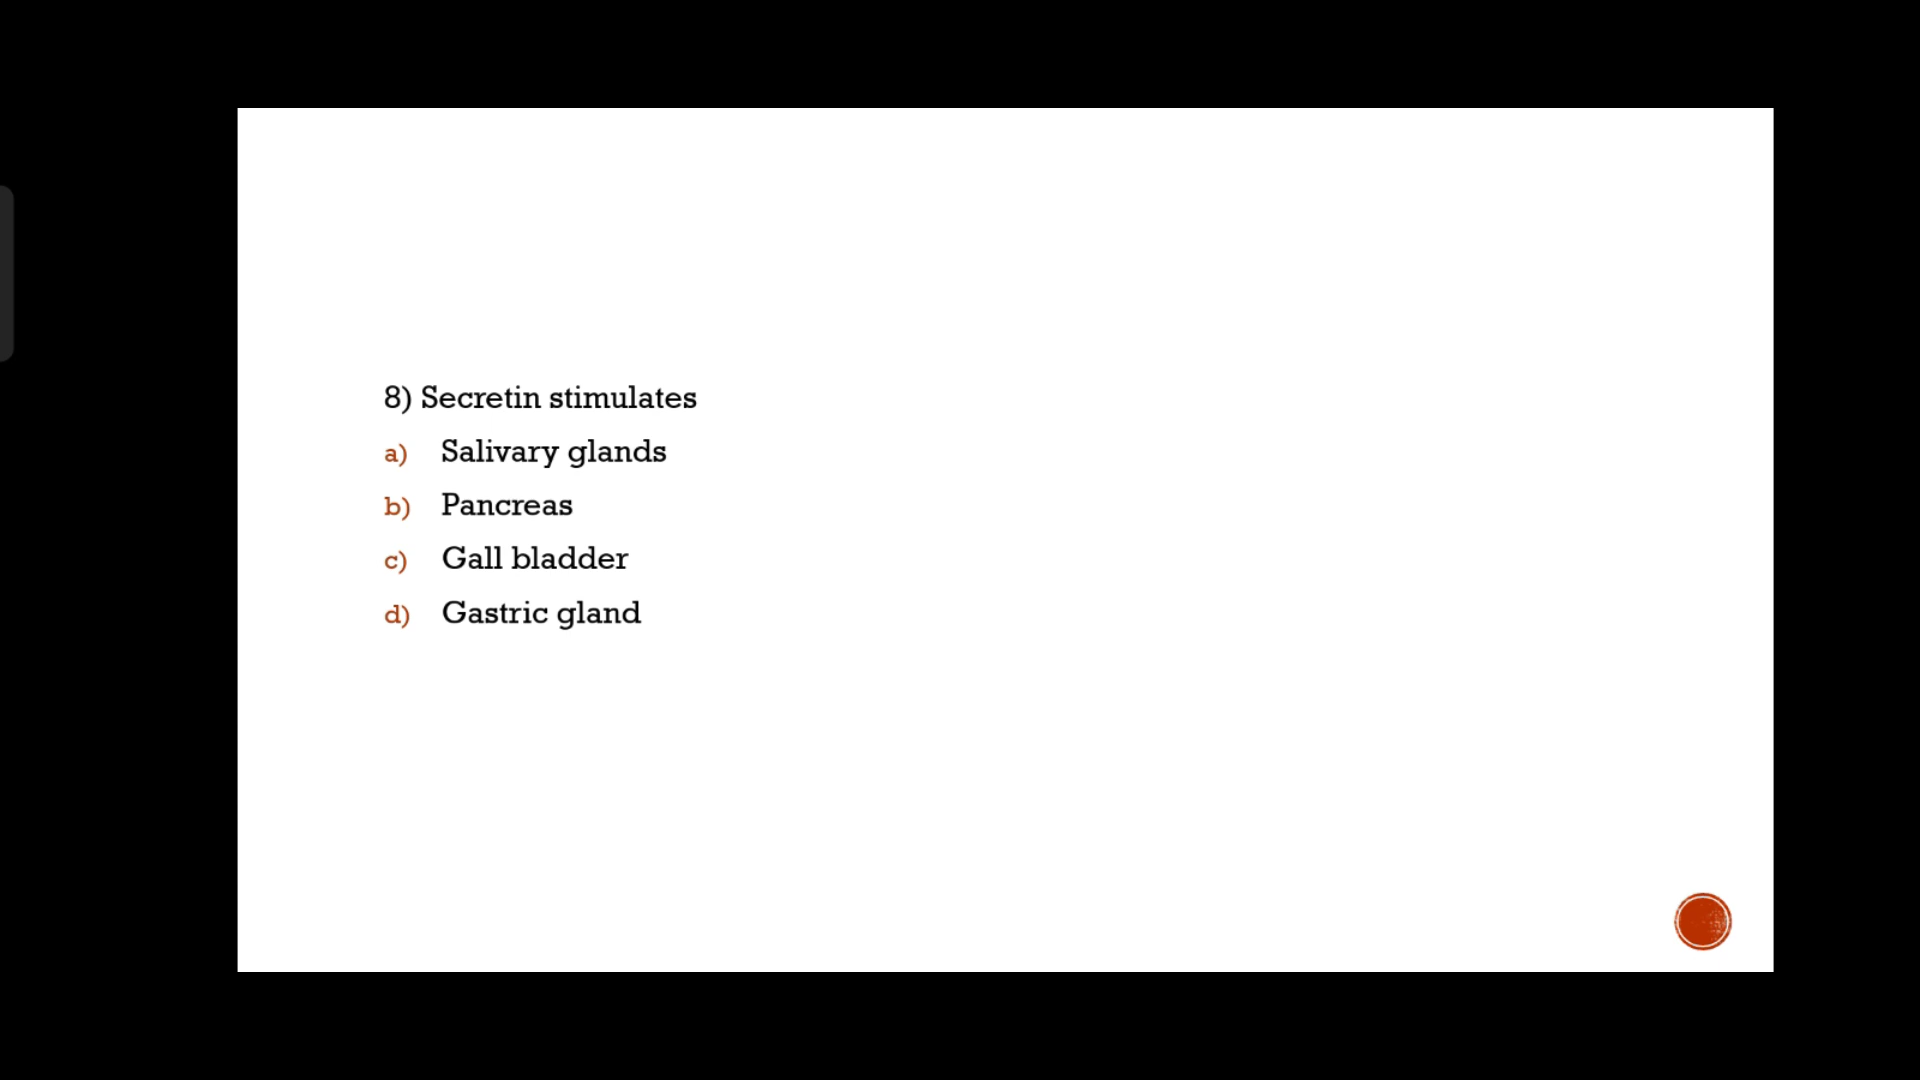 8) Secretin stimulates
a) Salivary glands
b) Pancreas
c) Gall bladder
d) Gastric gland